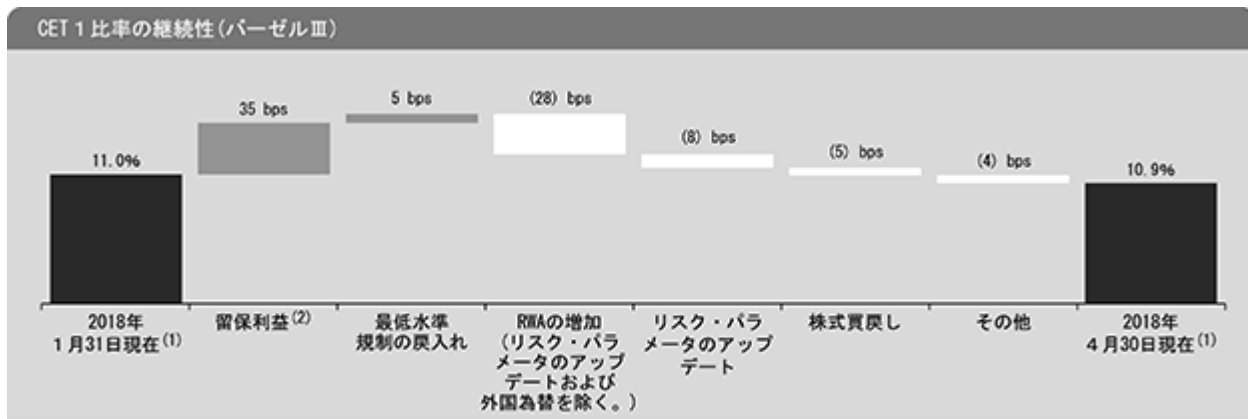 CET１比率の継続性（バーゼルⅢ）
11.0%
35 bps
5 bps
(28) bps
(8) bps
(5) bps
(4) bps
10.9%
2018年
１月31日現在(1)
留保利益(2)
最低水準
規制の戻入れ
RWAの増加
（リスク・パラ
メータのアップ
デートおよび
外国為替を除く。）
リスク・パラ
メータのアップ
デート
株式買戻し
その他
2018年
４月30日現在(1)